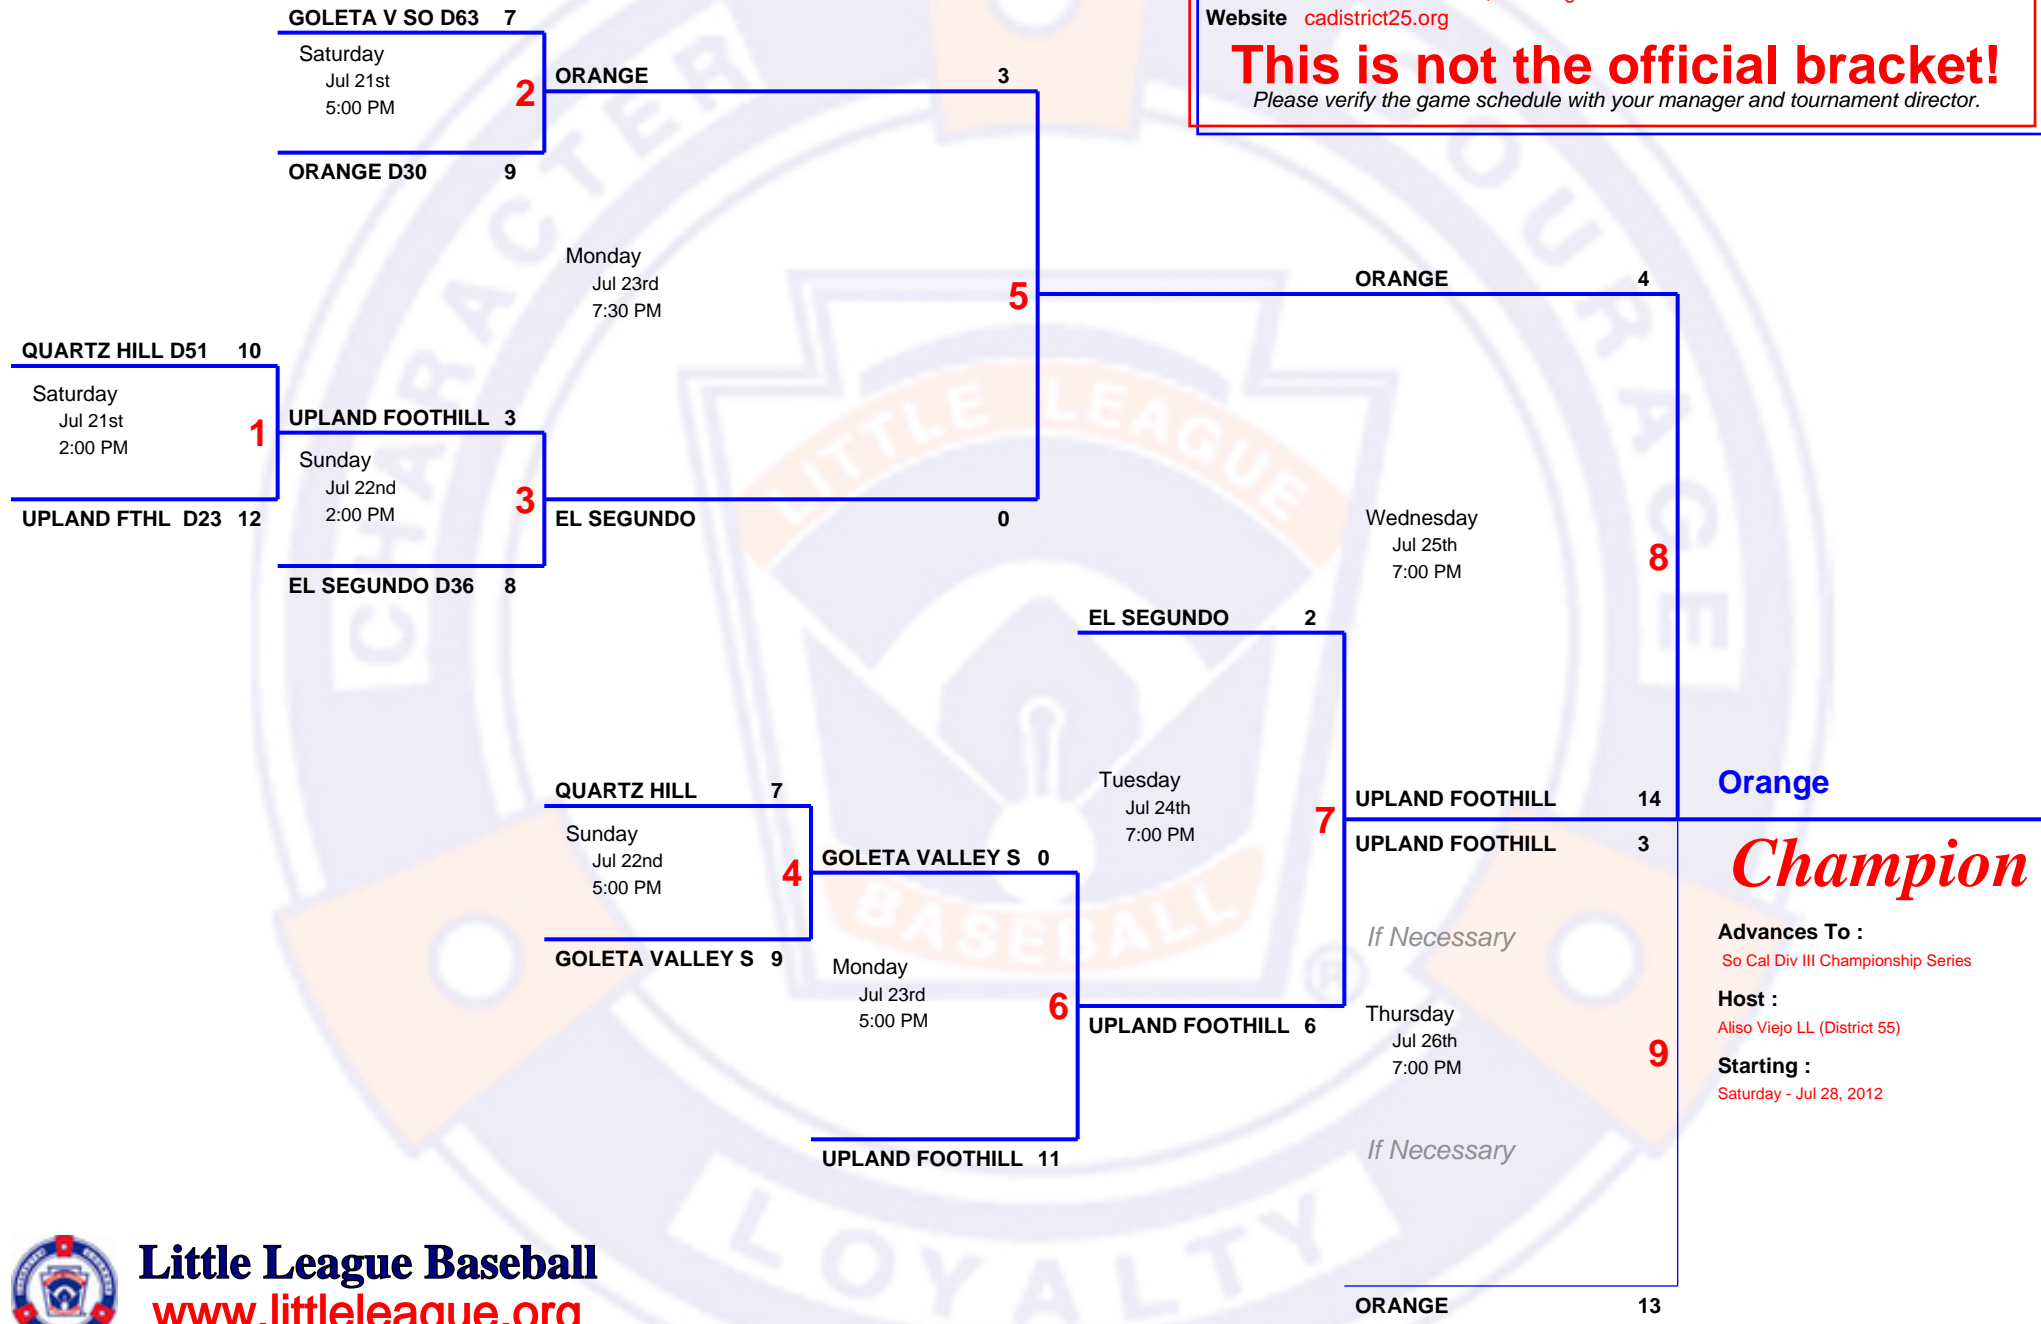 GOLETA V SO D63 7
Website cadistrict25.org
This is not the official bracket!
Please verify the game schedule with your manager and tournament director.
Saturday
Jul 21st
5:00 PM
2
ORANGE 3
ORANGE D30 9
Monday
Jul 23rd
7:30 PM
5
ORANGE 4
QUARTZ HILL D51 10
Saturday
Jul 21st
2:00 PM
1
UPLAND FOOTHILL 3
UPLAND FTHL D23 12
Sunday
Jul 22nd
2:00 PM
3
EL SEGUNDO 0
EL SEGUNDO D36 8
Wednesday
Jul 25th
7:00 PM
8
EL SEGUNDO 2
QUARTZ HILL 7
Sunday
Jul 22nd
5:00 PM
4
GOLETA VALLEY S 0
GOLETA VALLEY S 9
Monday
Jul 23rd
5:00 PM
6
UPLAND FOOTHILL 11
Tuesday
Jul 24th
7:00 PM
7
UPLAND FOOTHILL 6
UPLAND FOOTHILL 14
UPLAND FOOTHILL 3
If Necessary
Thursday
Jul 26th
7:00 PM
9
If Necessary
ORANGE 13
Orange
Champion
Advances To :
So Cal Div III Championship Series
Host :
Aliso Viejo LL (District 55)
Starting :
Saturday - Jul 28, 2012
CHARACTER
COURAGE
LOYALTY
LITTLE LEAGUE
BASEBALL
®
Little League Baseball
www.littleleague.org